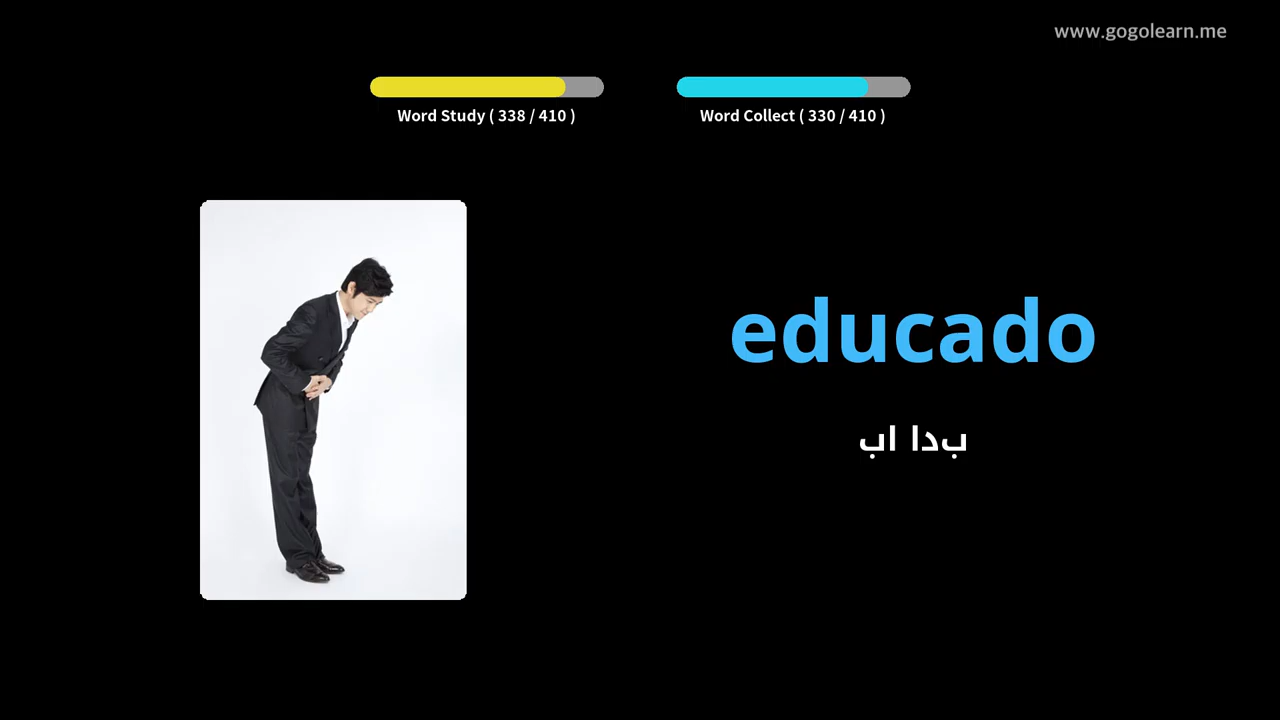 www.gogolearn.me
Word Study ( 338 / 410 )
Word Collect ( 330 / 410 )
educado
بدا اب